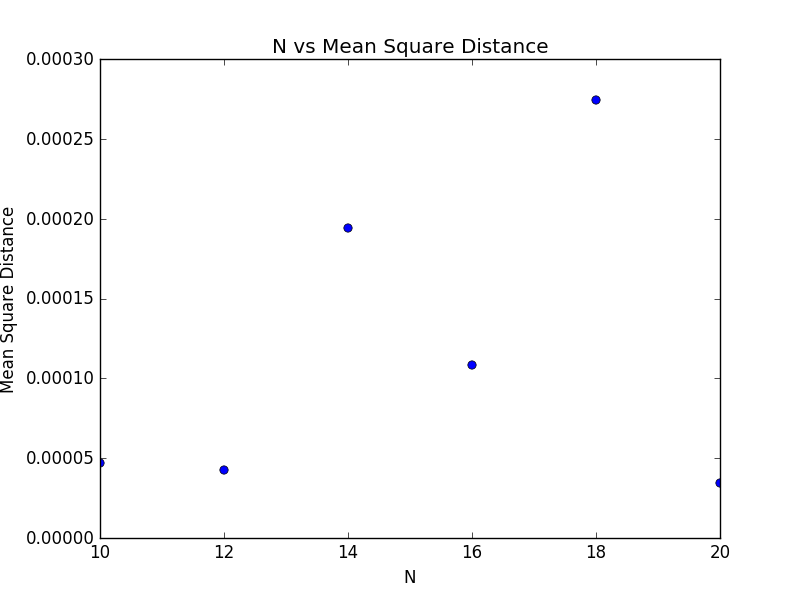 N vs Mean Square Distance
0.00030
0.00025
0.00020
0.00015
0.00010
0.00005
0.00000
Mean Square Distance
10 12 14 16 18 20
N